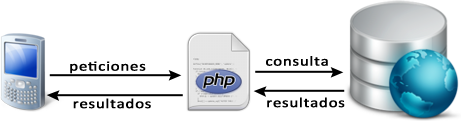 peticiones
resultados
php
consulta
resultados